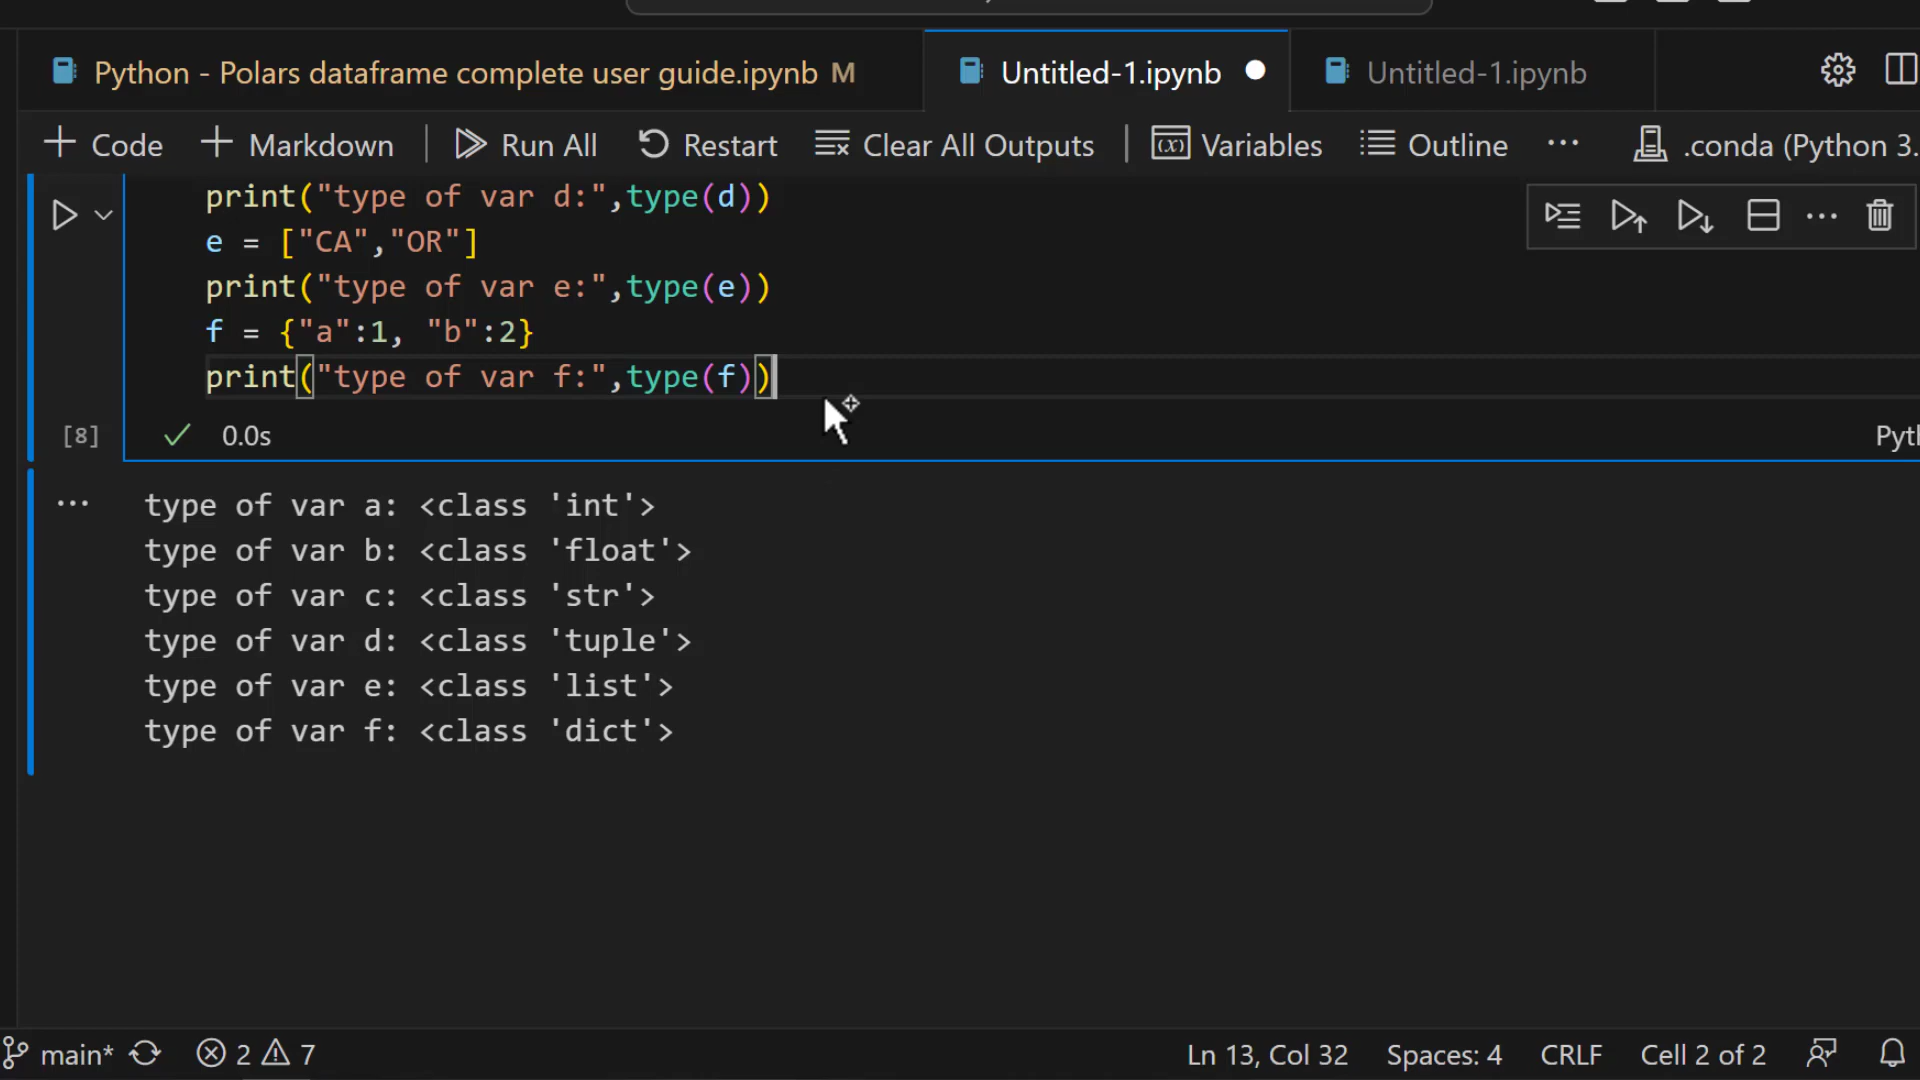 Python - Polars dataframe complete user guide.ipynb M
Untitled-1.ipynb
Untitled-1.ipynb
Code
Markdown
Run All
Restart
Clear All Outputs
Variables
Outline
...
.conda (Python 3.
print("type of var d:",type(d))
e = ["CA","OR"]
print("type of var e:",type(e))
f = {"a":1, "b":2}
print("type of var f:",type(f))
[8]
0.0s
type of var a: <class 'int'>
type of var b: <class 'float'>
type of var c: <class 'str'>
type of var d: <class 'tuple'>
type of var e: <class 'list'>
type of var f: <class 'dict'>
main*
2
7
Ln 13, Col 32
Spaces: 4
CRLF
Cell 2 of 2